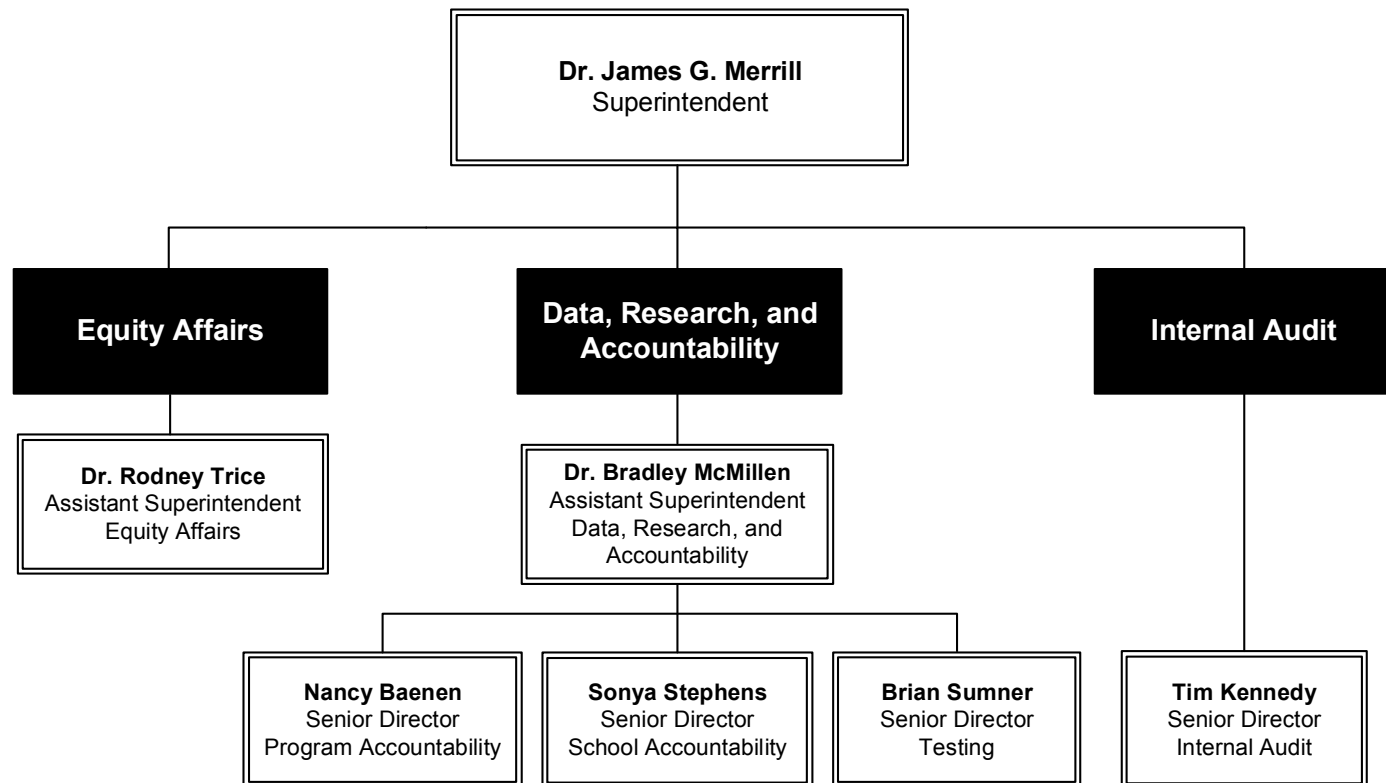 Dr. James G. Merrill
Superintendent
Equity Affairs
Data, Research, and
Accountability
Internal Audit
Dr. Rodney Trice
Assistant Superintendent
Equity Affairs
Dr. Bradley McMillen
Assistant Superintendent
Data, Research, and
Accountability
Nancy Baenen
Senior Director
Program Accountability
Sonya Stephens
Senior Director
School Accountability
Brian Sumner
Senior Director
Testing
Tim Kennedy
Senior Director
Internal Audit